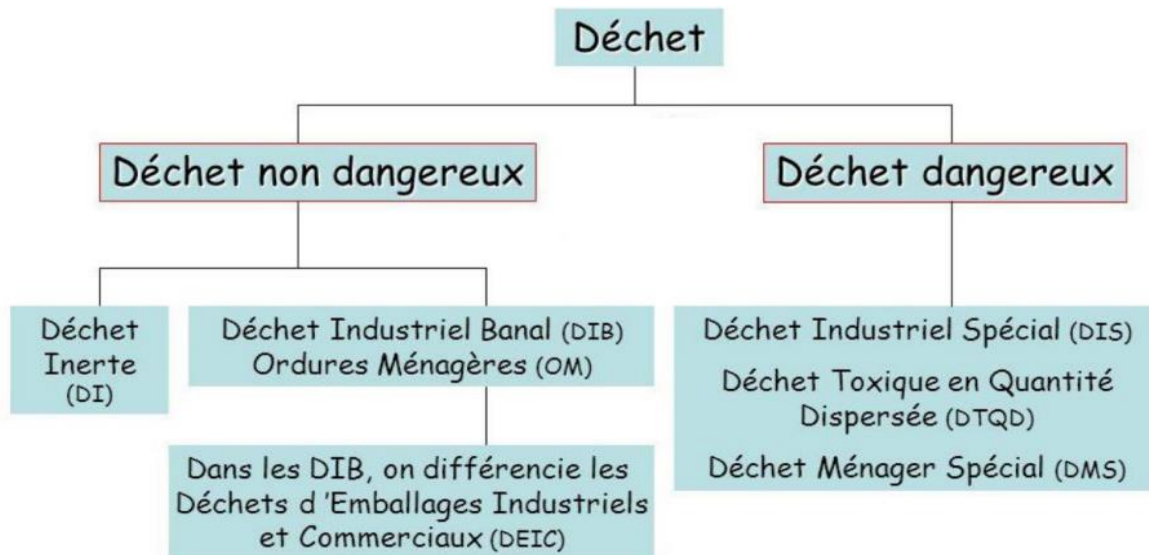 Déchet
Déchet non dangereux
Déchet dangereux
Déchet
Inerte
(DI)
Déchet Industriel Banal (DIB)
Ordures Ménagères (OM)
Dans les DIB, on différencie les
Déchets d 'Emballages Industriels
et Commerciaux (DEIC)
Déchet Industriel Spécial (DIS)
Déchet Toxique en Quantité
Dispersée (DTQD)
Déchet Ménager Spécial (DMS)